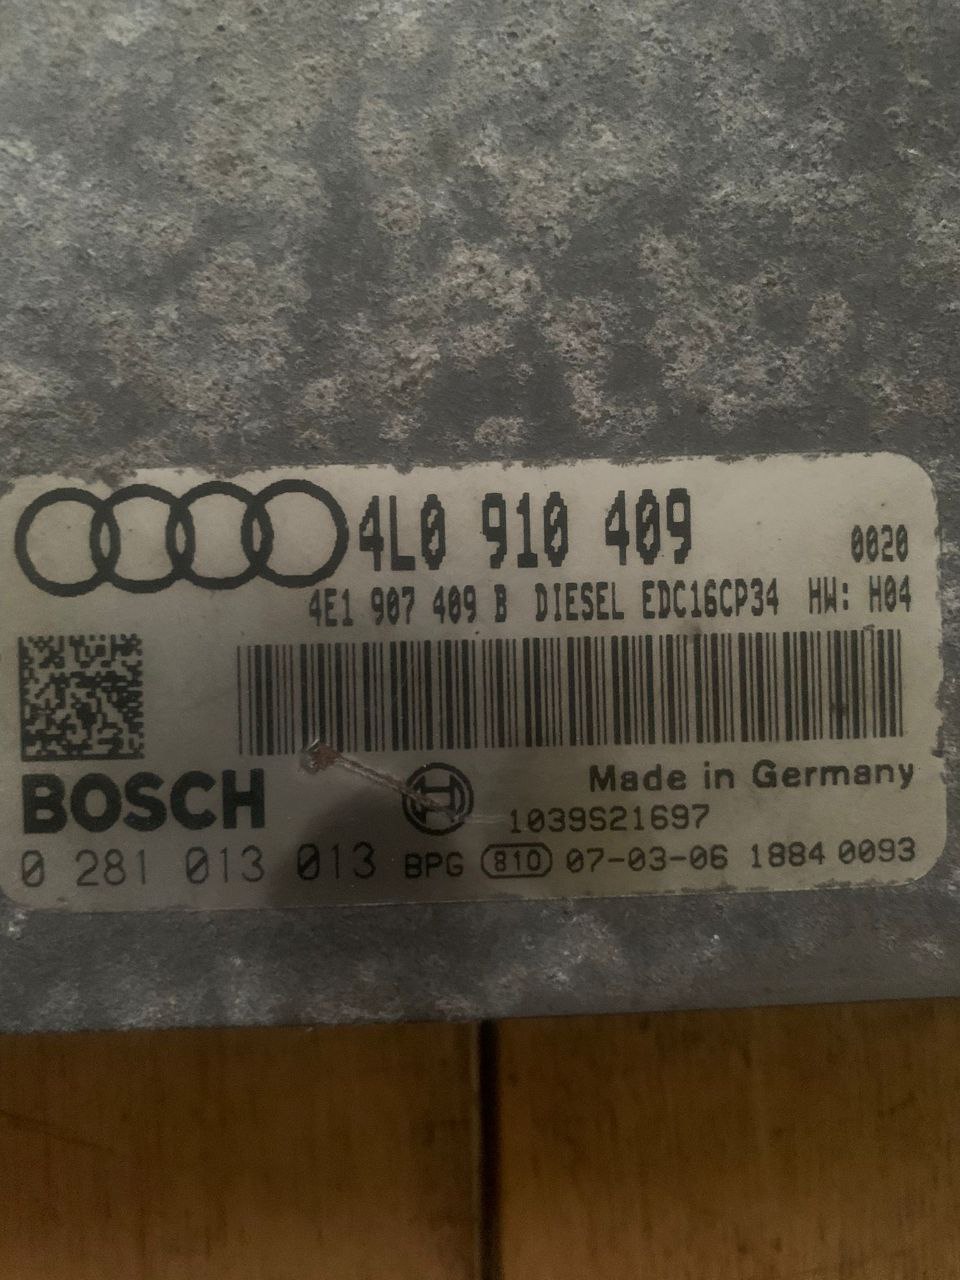 4L0 910 409 0020
4E1 907 409 B DIESEL EDC16CP34 HW: H04
BOSCH
Made in Germany
1039S21697
0 281 013 013 BPG 810 07-03-06 1884 0093